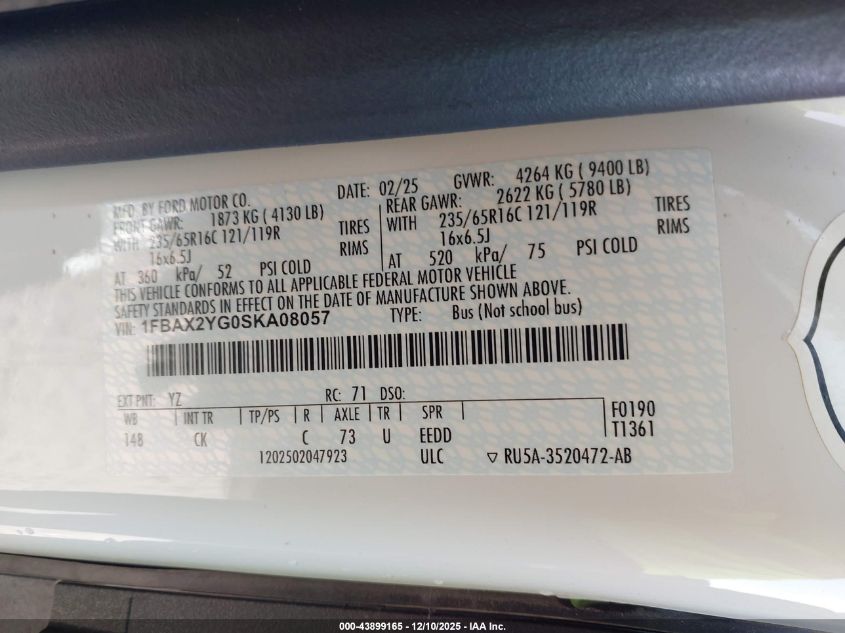 MFD. BY FORD MOTOR CO. DATE: 02/25 GVWR: 4264 KG ( 9400 LB)
FRONT GAWR: 1873 KG ( 4130 LB) REAR GAWR: 2622 KG ( 5780 LB)
WITH 235/65R16C 121/119R TIRES WITH 235/65R16C 121/119R TIRES
16x6.5J RIMS 16x6.5J RIMS
AT 360 kPa/ 52 PSI COLD AT 520 kPa/ 75 PSI COLD
THIS VEHICLE CONFORMS TO ALL APPLICABLE FEDERAL MOTOR VEHICLE
SAFETY STANDARDS IN EFFECT ON THE DATE OF MANUFACTURE SHOWN ABOVE.
VIN: 1FBAX2YG0SKA08057 TYPE: Bus (Not school bus)
EXT PNT: YZ RC: 71 DSO:
WB INT TR TP/PS R AXLE TR SPR F0190
148 CK C 73 U EEDD T1361
1202502047923 ULC ▽ RU5A-3520472-AB
000-43899165 - 12/10/2025 - IAA Inc.